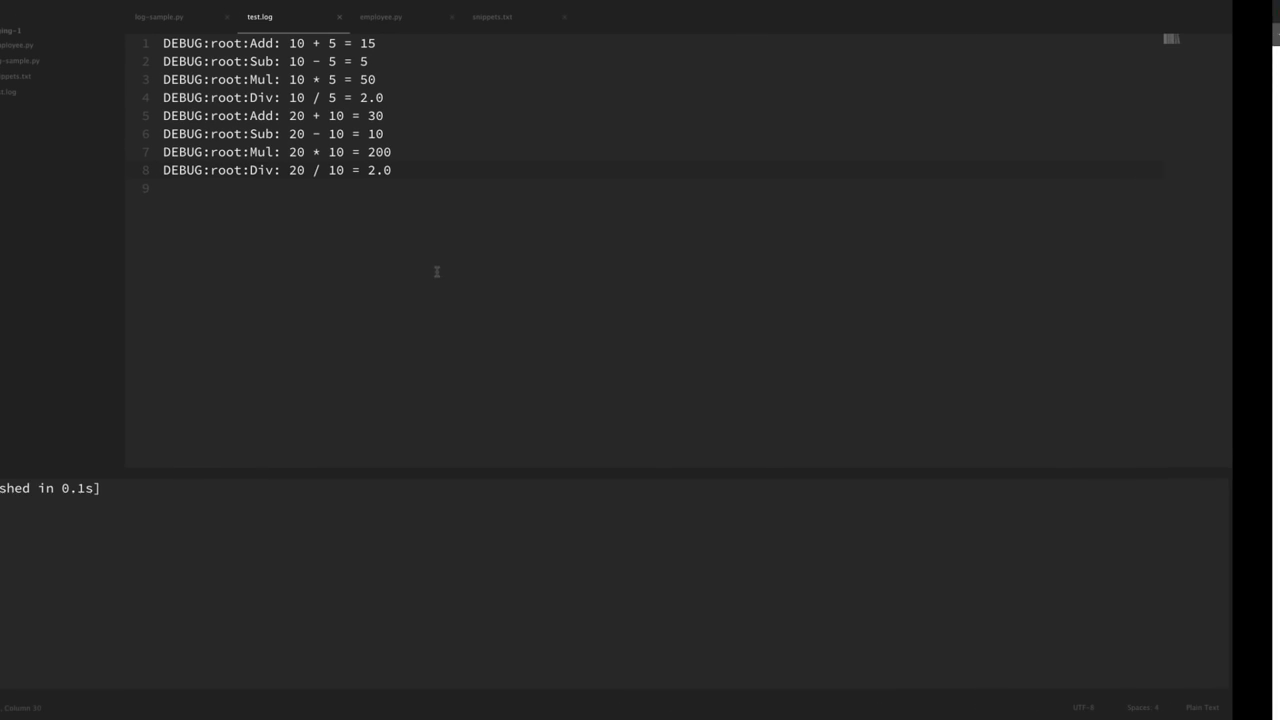 log-sample.py × test.log × employee.py × snippets.txt ×
ing-1
ployee.py
g-sample.py
ppets.txt
t.log
1 DEBUG:root:Add: 10 + 5 = 15
2 DEBUG:root:Sub: 10 - 5 = 5
3 DEBUG:root:Mul: 10 * 5 = 50
4 DEBUG:root:Div: 10 / 5 = 2.0
5 DEBUG:root:Add: 20 + 10 = 30
6 DEBUG:root:Sub: 20 - 10 = 10
7 DEBUG:root:Mul: 20 * 10 = 200
8 DEBUG:root:Div: 20 / 10 = 2.0
9
shed in 0.1s]
, Column 30 UTF-8 Spaces: 4 Plain Text